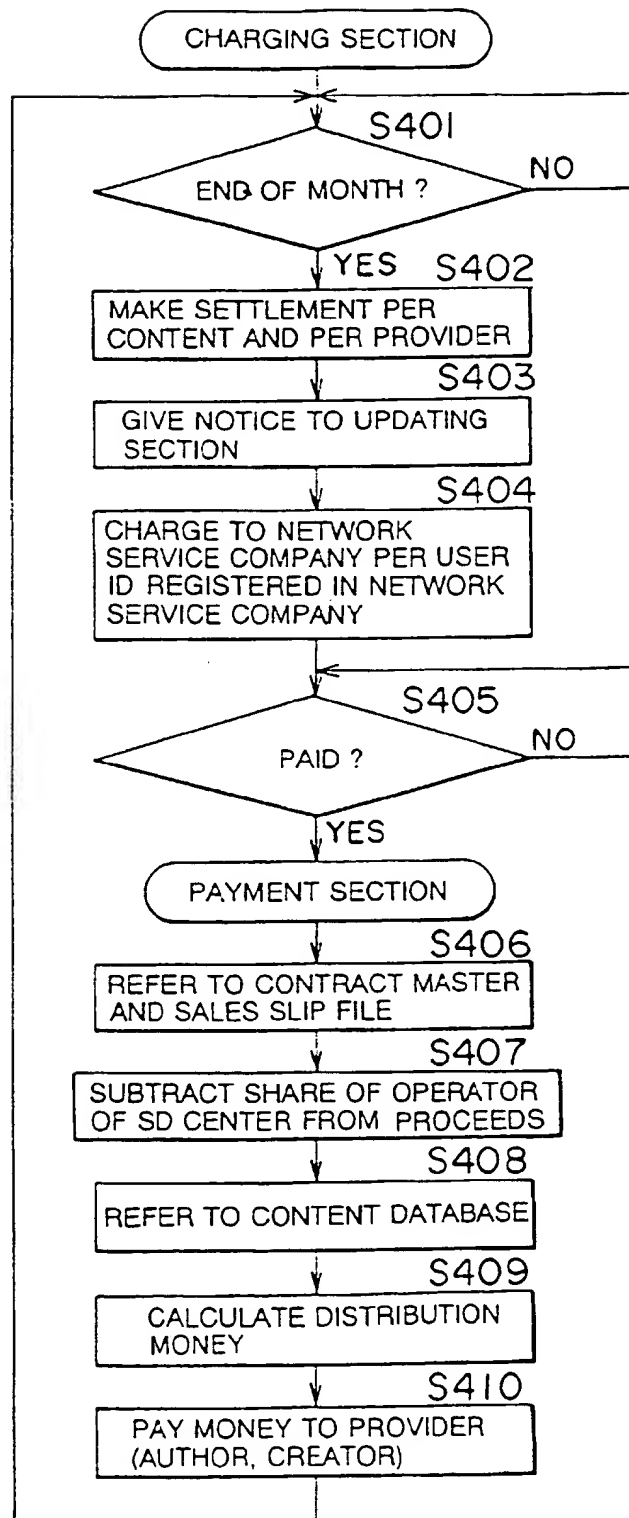 CHARGING SECTION
S401
END OF MONTH ?
NO
YES
S402
MAKE SETTLEMENT PER
CONTENT AND PER PROVIDER
S403
GIVE NOTICE TO UPDATING
SECTION
S404
CHARGE TO NETWORK
SERVICE COMPANY PER USER
ID REGISTERED IN NETWORK
SERVICE COMPANY
S405
PAID ?
NO
YES
PAYMENT SECTION
S406
REFER TO CONTRACT MASTER
AND SALES SLIP FILE
S407
SUBTRACT SHARE OF OPERATOR
OF SD CENTER FROM PROCEEDS
S408
REFER TO CONTENT DATABASE
S409
CALCULATE DISTRIBUTION
MONEY
S410
PAY MONEY TO PROVIDER
(AUTHOR, CREATOR)